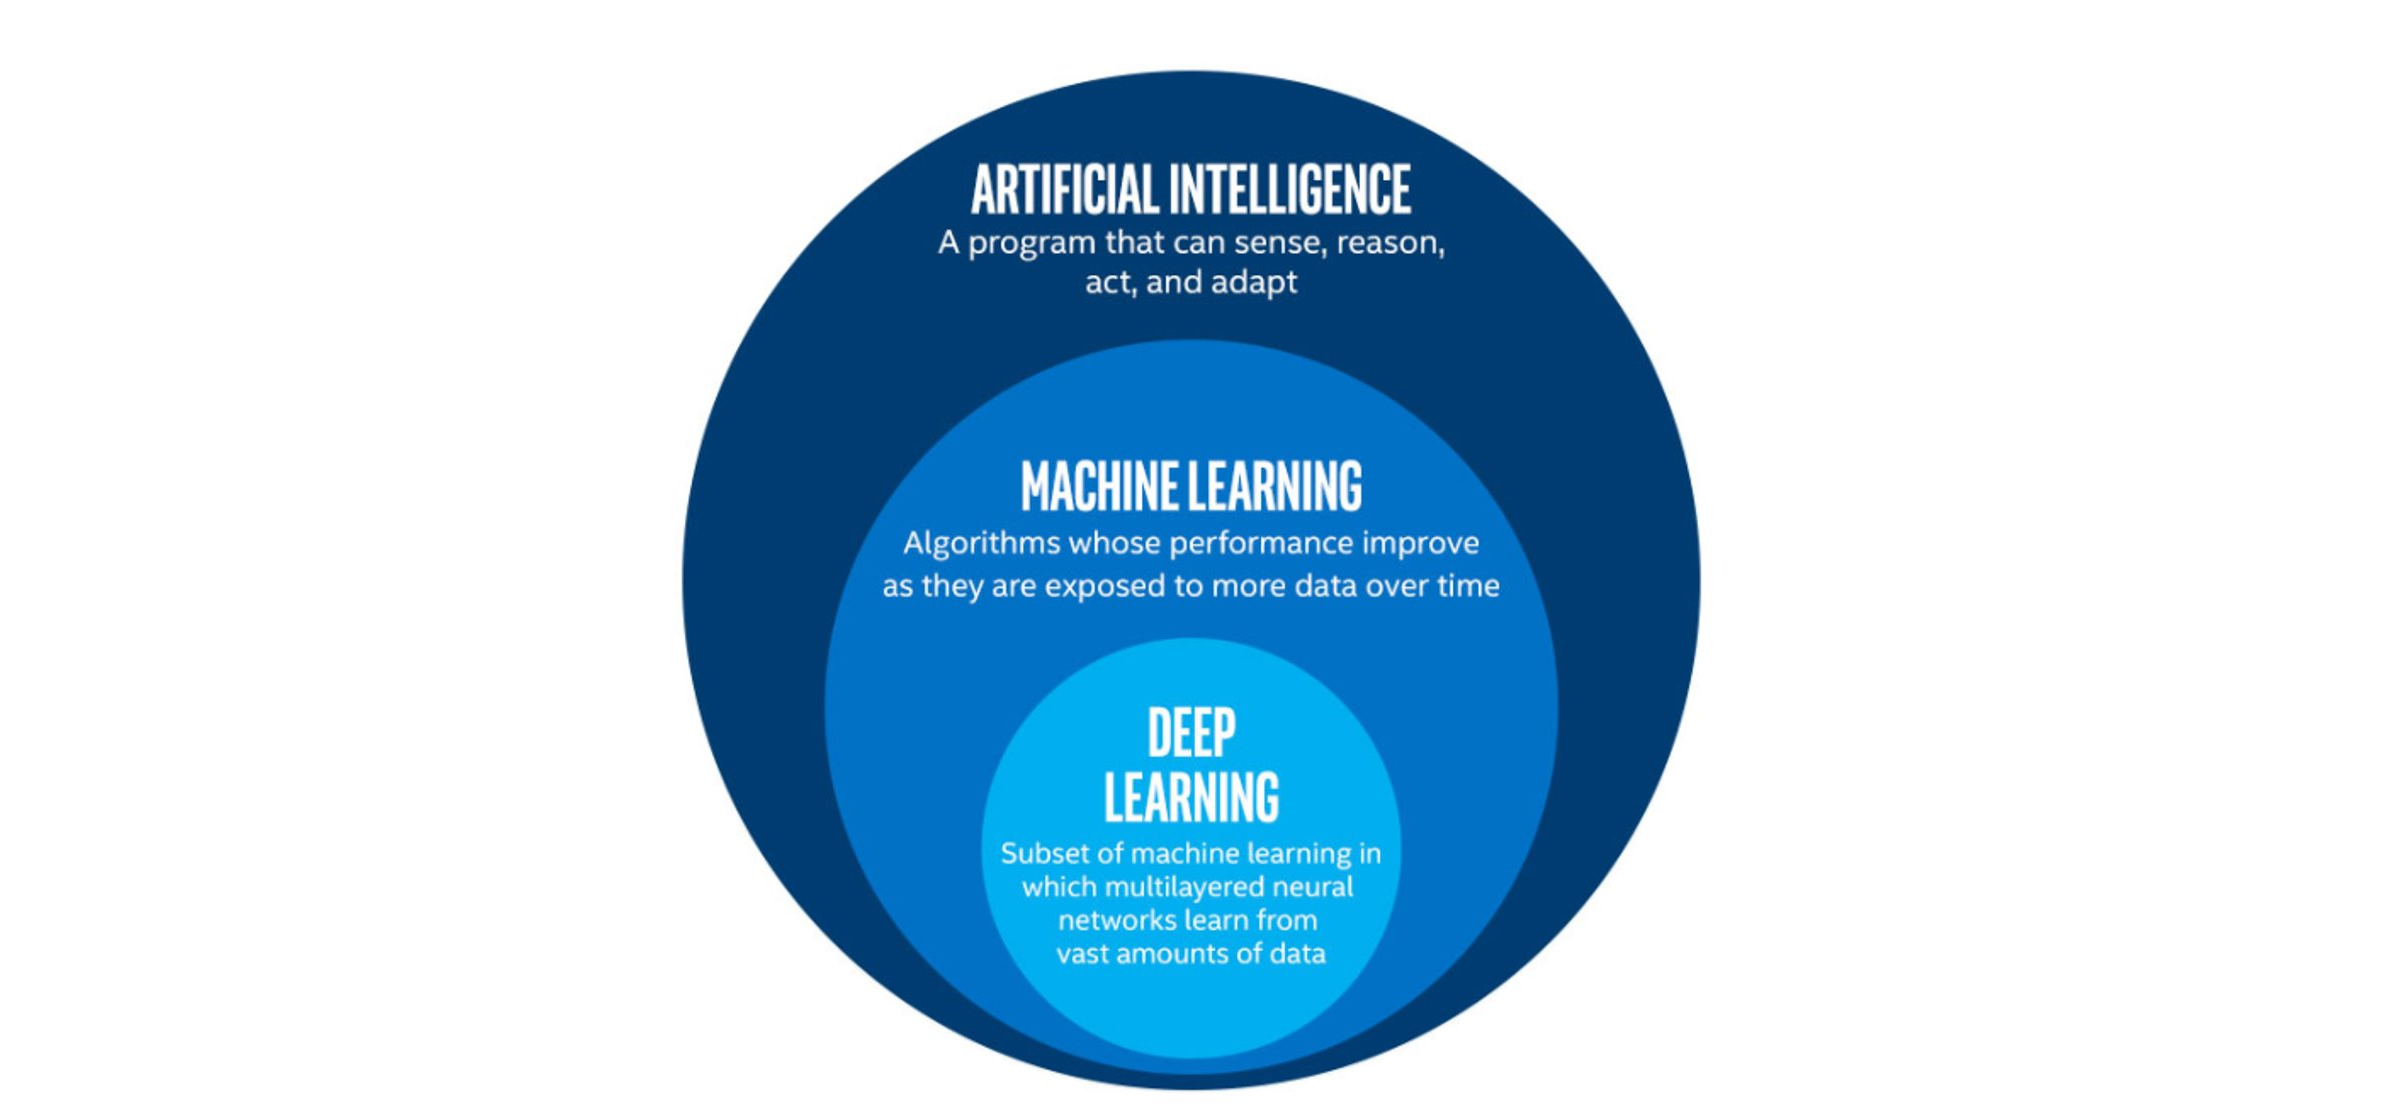 ARTIFICIAL INTELLIGENCE
A program that can sense, reason,
act, and adapt
MACHINE LEARNING
Algorithms whose performance improve
as they are exposed to more data over time
DEEP
LEARNING
Subset of machine learning in
which multilayered neural
networks learn from
vast amounts of data